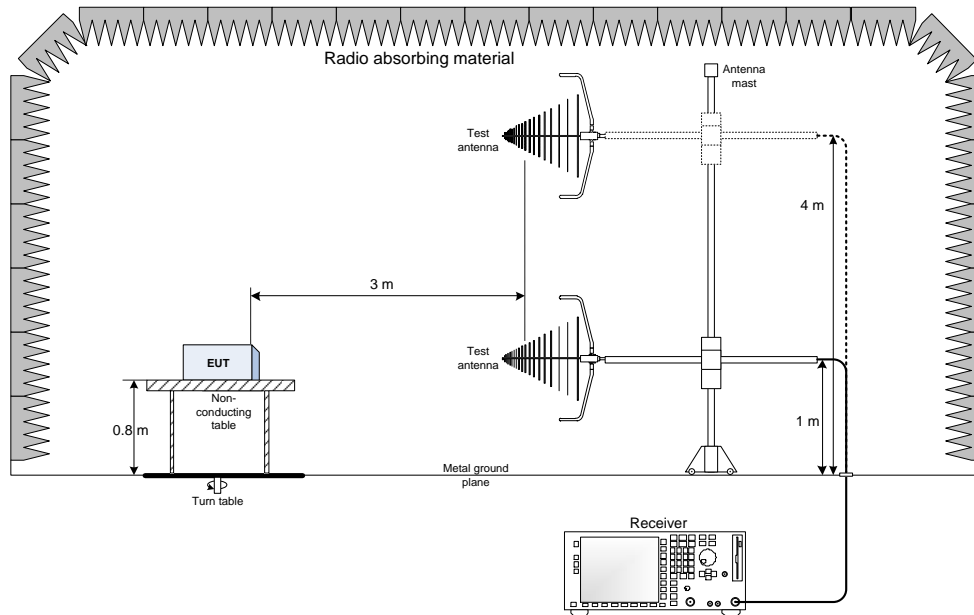 Radio absorbing material
Antenna
mast
Test
antenna
4 m
3 m
Test
antenna
EUT
Non-
conducting
table
0.8 m
1 m
Metal ground
plane
Turn table
Receiver